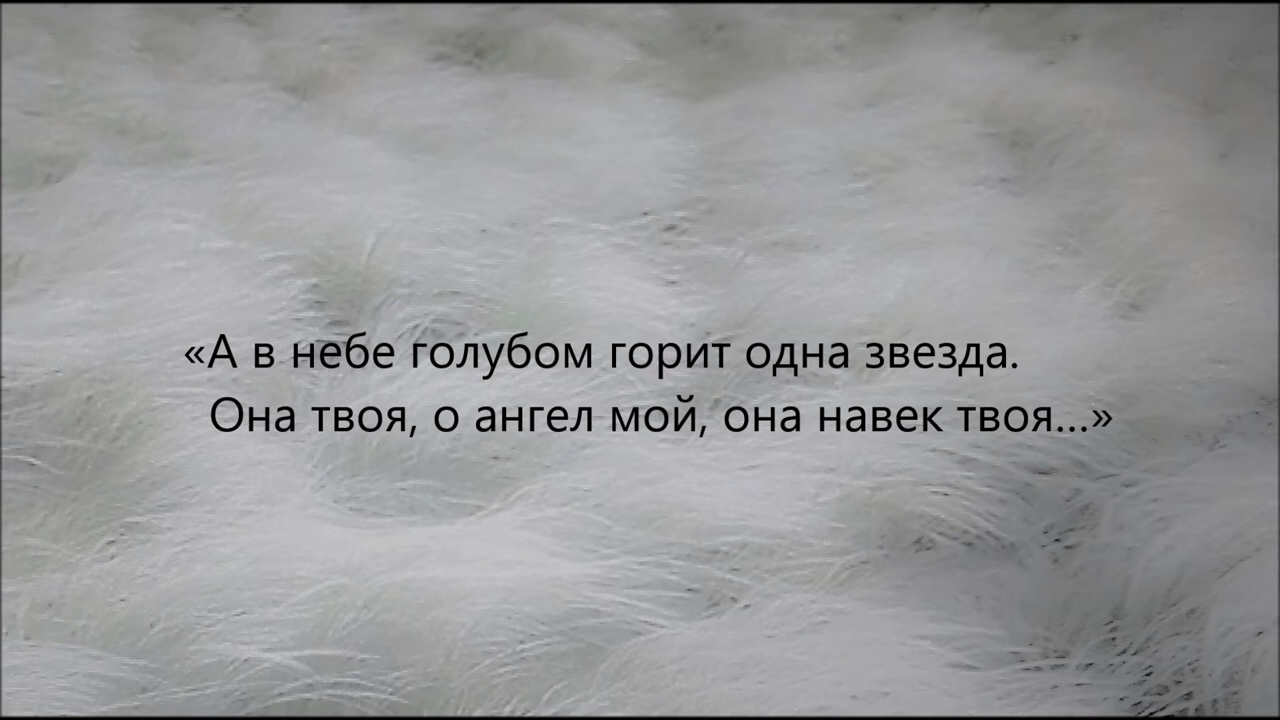 «А в небе голубом горит одна звезда.
Она твоя, о ангел мой, она навек твоя...»